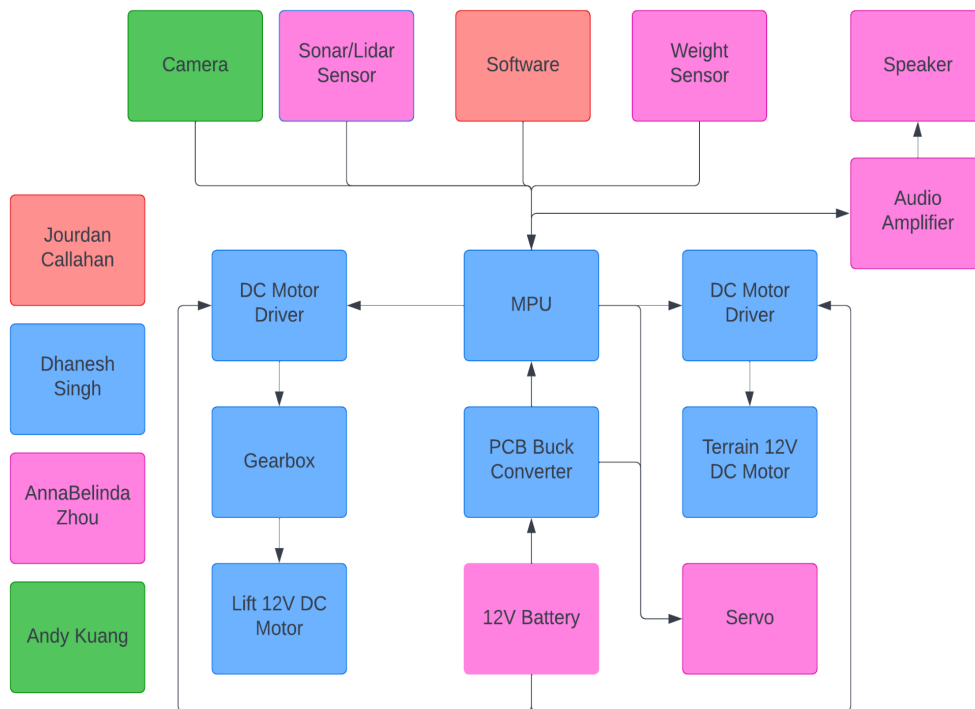 Camera
Sonar/Lidar
Sensor
Software
Weight
Sensor
Speaker
Audio
Amplifier
Jourdan
Callahan
DC Motor
Driver
MPU
DC Motor
Driver
Dhanesh
Singh
Gearbox
PCB Buck
Converter
Terrain 12V
DC Motor
AnnaBelinda
Zhou
Lift 12V DC
Motor
12V Battery
Servo
Andy Kuang